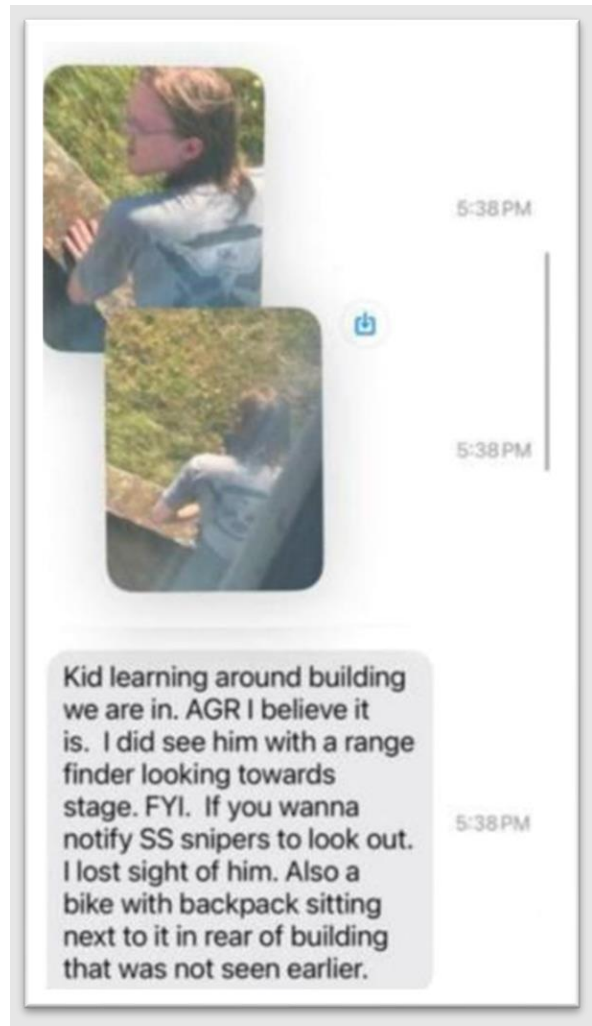 5:38 PM
5:38 PM
Kid learning around building
we are in. AGR I believe it
is.  I did see him with a range
finder looking towards
stage. FYI.  If you wanna
notify SS snipers to look out.
I lost sight of him. Also a
bike with backpack sitting
next to it in rear of building
that was not seen earlier.
5:38 PM